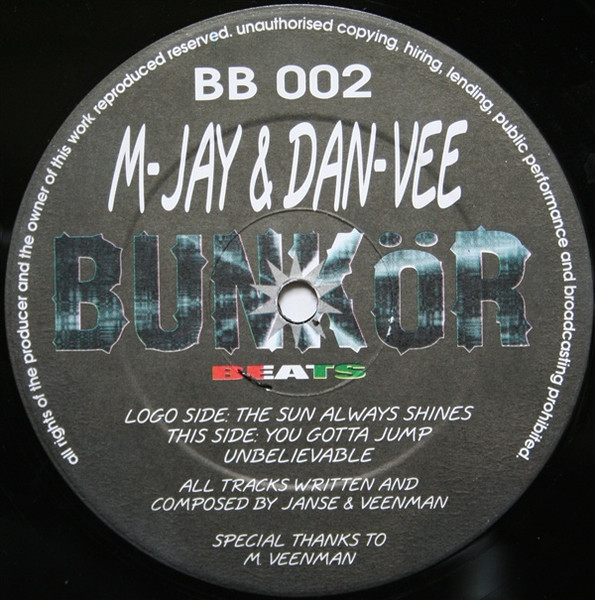 all rights of the producer and the owner of this work reproduced reserved. unauthorised copying, hiring, lending, public performance and broadcasting prohibited.
BB 002
M-JAY & DAN-VEE
BUNKöR
BEATS
LOGO SIDE: THE SUN ALWAYS SHINES
THIS SIDE: YOU GOTTA JUMP
UNBELIEVABLE
ALL TRACKS WRITTEN AND
COMPOSED BY JANSE & VEENMAN
SPECIAL THANKS TO
M. VEENMAN